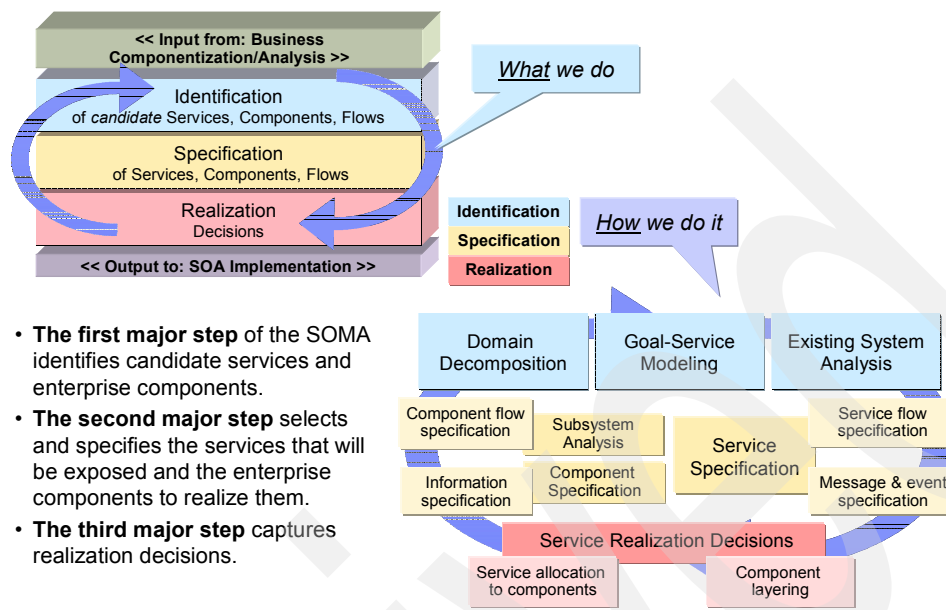 << Input from: Business
Componentization/Analysis >>
Identification
of candidate Services, Components, Flows
Specification
of Services, Components, Flows
Realization
Decisions
<< Output to: SOA Implementation >>
What we do
Identification
Specification
Realization
How we do it
• The first major step of the SOMA
identifies candidate services and
enterprise components.
• The second major step selects
and specifies the services that will
be exposed and the enterprise
components to realize them.
• The third major step captures
realization decisions.
Domain
Decomposition
Goal-Service
Modeling
Existing System
Analysis
Component flow
specification
Subsystem
Analysis
Service
Specification
Service flow
specification
Information
specification
Component
Specification
Message & event
specification
Service Realization Decisions
Service allocation
to components
Component
layering